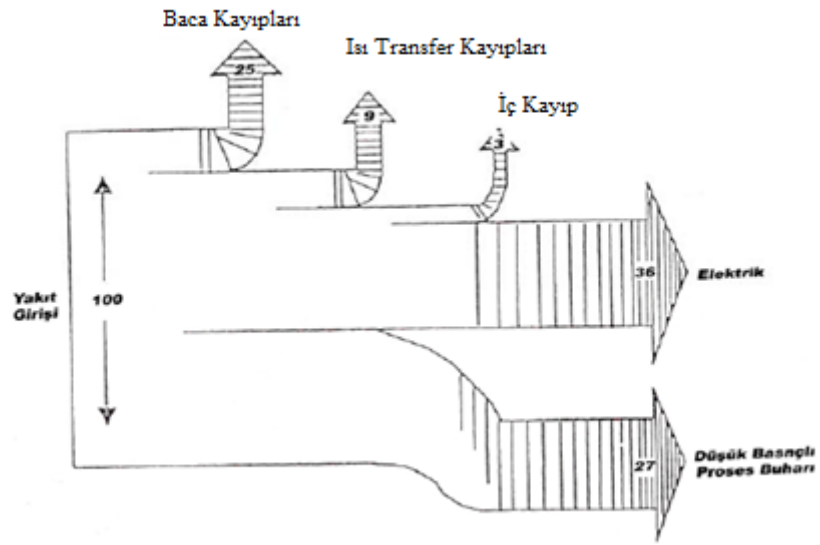 Baca Kayıpları
25
Isı Transfer Kayıpları
9
İç Kayıp
3
36
Elektrik
Yakıt
Girişi
100
27
Düşük Basınçlı
Proses Buharı